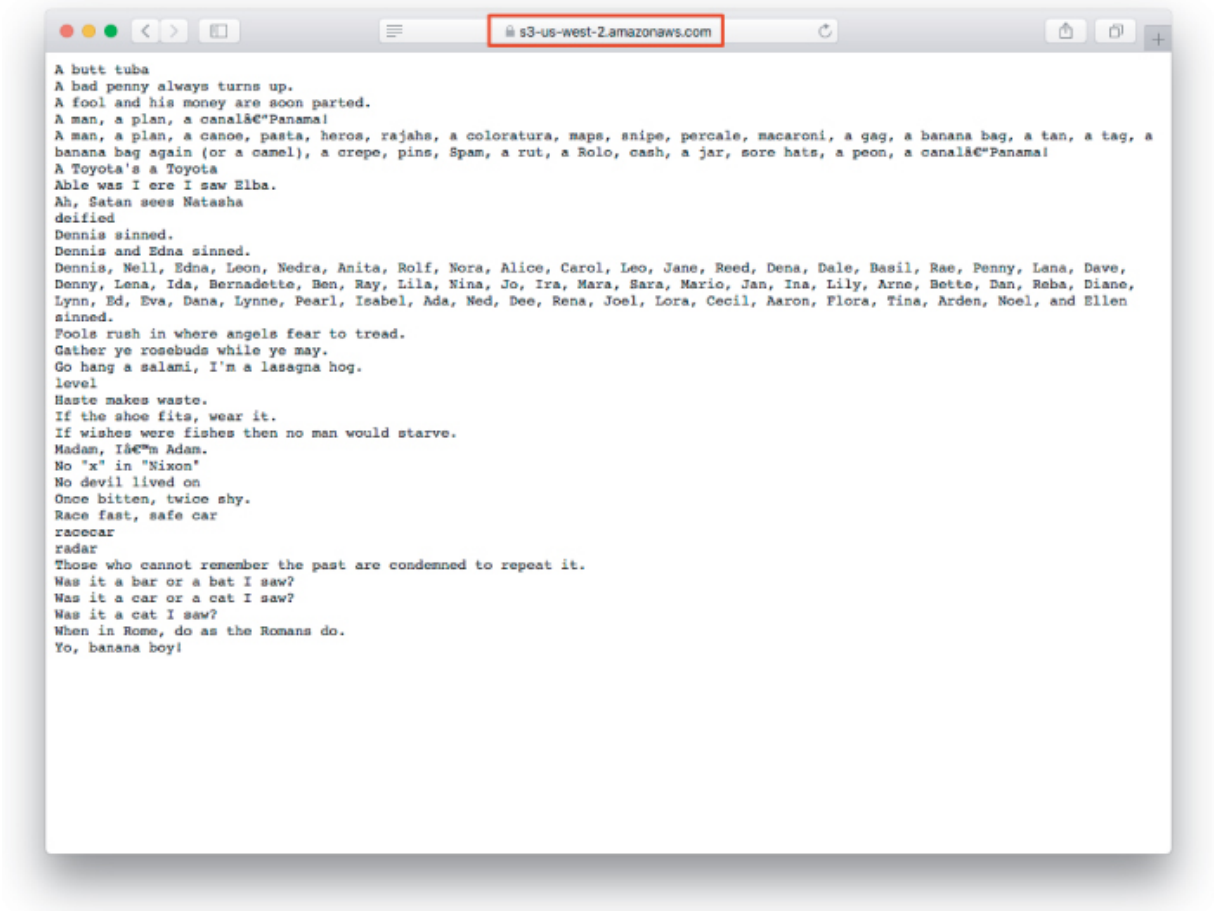 s3-us-west-2.amazonaws.com
A butt tuba
A bad penny always turns up.
A fool and his money are soon parted.
A man, a plan, a canalâ€"Panama!
A man, a plan, a canoe, pasta, heros, rajahs, a coloratura, maps, snipe, percale, macaroni, a gag, a banana bag, a tan, a tag, a
banana bag again (or a camel), a crepe, pins, Spam, a rut, a Rolo, cash, a jar, sore hats, a peon, a canalâ€"Panama!
A Toyota's a Toyota
Able was I ere I saw Elba.
Ah, Satan sees Natasha
deified
Dennis sinned.
Dennis and Edna sinned.
Dennis, Nell, Edna, Leon, Nedra, Anita, Rolf, Nora, Alice, Carol, Leo, Jane, Reed, Dena, Dale, Basil, Rae, Penny, Lana, Dave,
Denny, Lena, Ida, Bernadette, Ben, Ray, Lila, Nina, Jo, Ira, Mara, Sara, Mario, Jan, Ina, Lily, Arne, Bette, Dan, Reba, Diane,
Lynn, Ed, Eva, Dana, Lynne, Pearl, Isabel, Ada, Ned, Dee, Rena, Joel, Lora, Cecil, Aaron, Flora, Tina, Arden, Noel, and Ellen
sinned.
Fools rush in where angels fear to tread.
Gather ye rosebuds while ye may.
Go hang a salami, I'm a lasagna hog.
level
Haste makes waste.
If the shoe fits, wear it.
If wishes were fishes then no man would starve.
Madam, Iâ€™m Adam.
No "x" in "Nixon"
No devil lived on
Once bitten, twice shy.
Race fast, safe car
racecar
radar
Those who cannot remember the past are condemned to repeat it.
Was it a bar or a bat I saw?
Was it a car or a cat I saw?
Was it a cat I saw?
When in Rome, do as the Romans do.
Yo, banana boy!